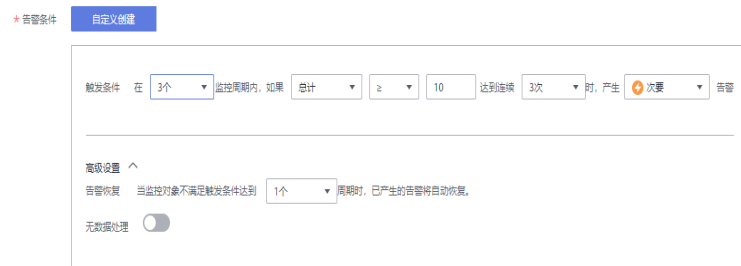 * 告警条件 自定义创建
触发条件 在 3个 监控周期内，如果 总计 ≥ 10 达到连续 3次 时，产生 次要 告警
高级设置
告警恢复 当监控对象不满足触发条件达到 1个 周期时，已产生的告警将自动恢复。
无数据处理